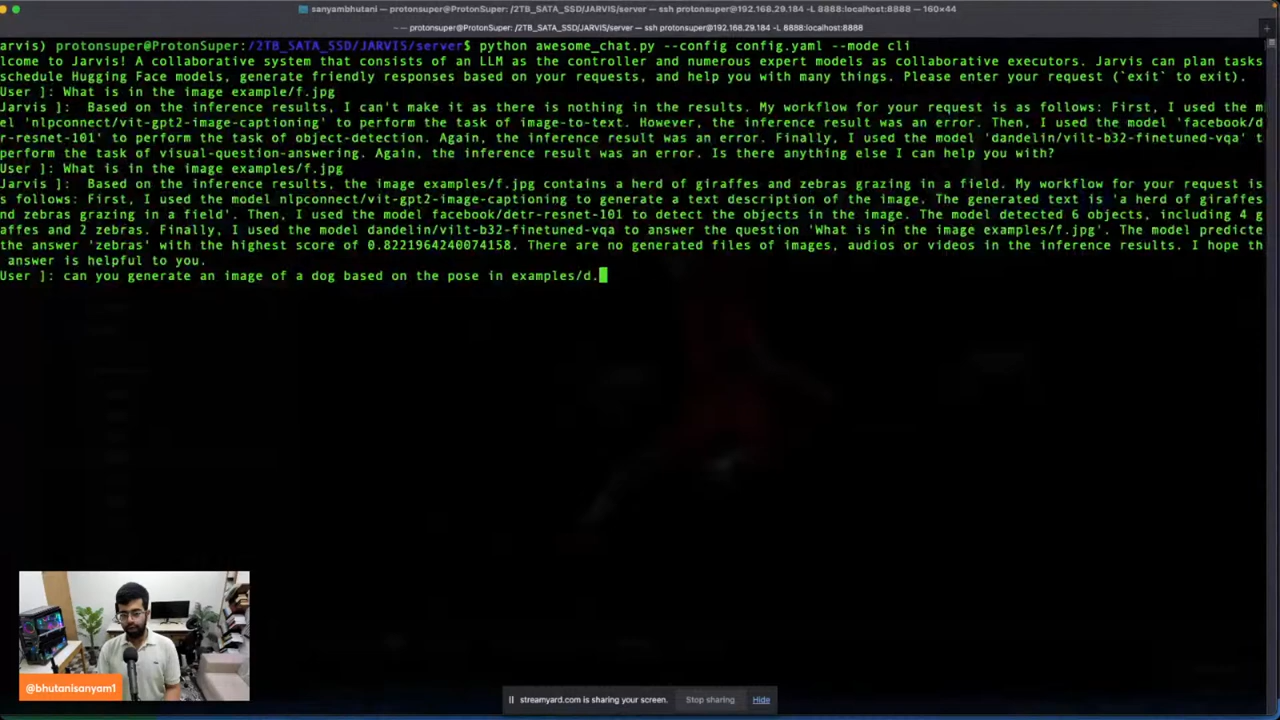 sanyambhutani — protonsuper@ProtonSuper: /2TB_SATA_SSD/JARVIS/server — ssh protonsuper@192.168.29.184 -L 8888:localhost:8888 — 160×44
~ — protonsuper@ProtonSuper: /2TB_SATA_SSD/JARVIS/server — ssh protonsuper@192.168.29.184 -L 8888:localhost:8888
arvis) protonsuper@ProtonSuper:/2TB_SATA_SSD/JARVIS/server$ python awesome_chat.py --config config.yaml --mode cli
lcome to Jarvis! A collaborative system that consists of an LLM as the controller and numerous expert models as collaborative executors. Jarvis can plan tasks
schedule Hugging Face models, generate friendly responses based on your requests, and help you with many things. Please enter your request (`exit` to exit).
User ]: What is in the image example/f.jpg
Jarvis ]:  Based on the inference results, I can't make it as there is nothing in the results. My workflow for your request is as follows: First, I used the m
el 'nlpconnect/vit-gpt2-image-captioning' to perform the task of image-to-text. However, the inference result was an error. Then, I used the model 'facebook/d
r-resnet-101' to perform the task of object-detection. Again, the inference result was an error. Finally, I used the model 'dandelin/vilt-b32-finetuned-vqa' t
perform the task of visual-question-answering. Again, the inference result was an error. Is there anything else I can help you with?
User ]: What is in the image examples/f.jpg
Jarvis ]:  Based on the inference results, the image examples/f.jpg contains a herd of giraffes and zebras grazing in a field. My workflow for your request is
s follows: First, I used the model nlpconnect/vit-gpt2-image-captioning to generate a text description of the image. The generated text is 'a herd of giraffes
nd zebras grazing in a field'. Then, I used the model facebook/detr-resnet-101 to detect the objects in the image. The model detected 6 objects, including 4 g
affes and 2 zebras. Finally, I used the model dandelin/vilt-b32-finetuned-vqa to answer the question 'What is in the image examples/f.jpg'. The model predicte
the answer 'zebras' with the highest score of 0.8221964240074158. There are no generated files of images, audios or videos in the inference results. I hope th
answer is helpful to you.
User ]: can you generate an image of a dog based on the pose in examples/d.
@bhutanisanyam1
streamyard.com is sharing your screen.
Stop sharing
Hide